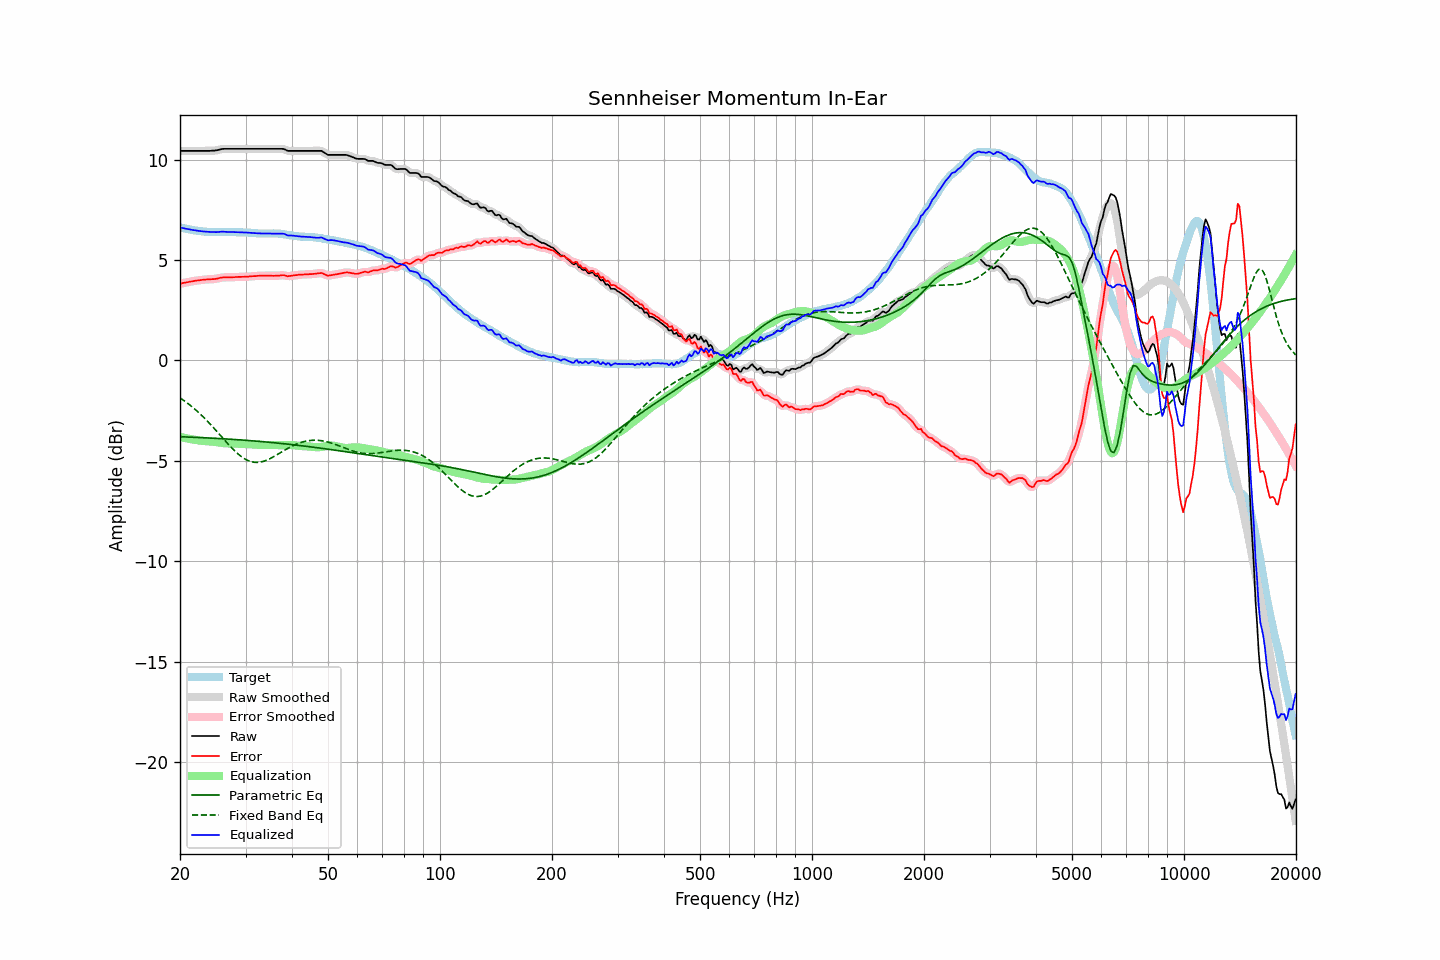 Sennheiser Momentum In-Ear
Amplitude (dBr)
10
5
0
−5
−10
−15
−20
Target
Raw Smoothed
Error Smoothed
Raw
Error
Equalization
Parametric Eq
Fixed Band Eq
Equalized
20
50
100
200
500
1000
2000
5000
10000
20000
Frequency (Hz)